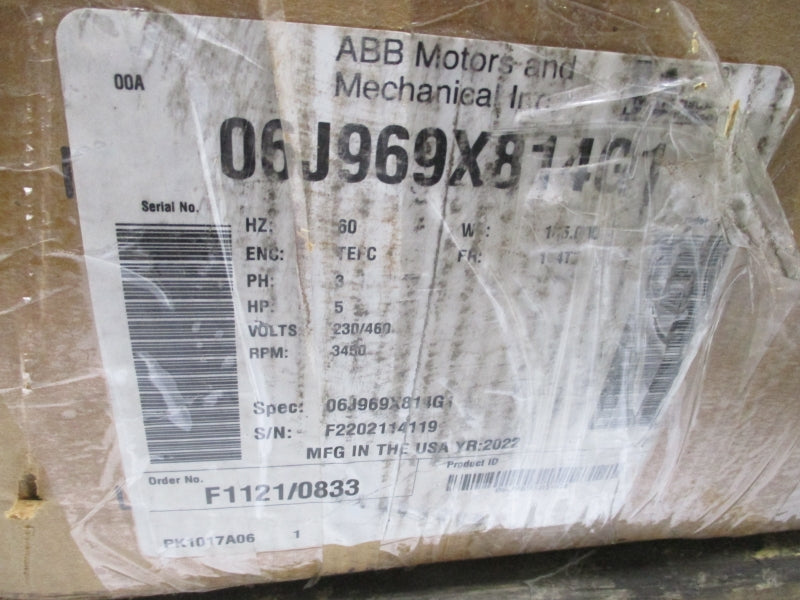 00A
ABB Motors and
Mechanical Inc.
06J969X814G1
Serial No.
HZ: 60
ENC: TEFC
PH: 3
HP: 5
VOLTS 230/460
RPM: 3450
FR:
Spec: 06J969X814G1
S/N: F2202114119
MFG IN THE USA YR:2022
Order No.
F1121/0833
Product ID
PK1017A06 1